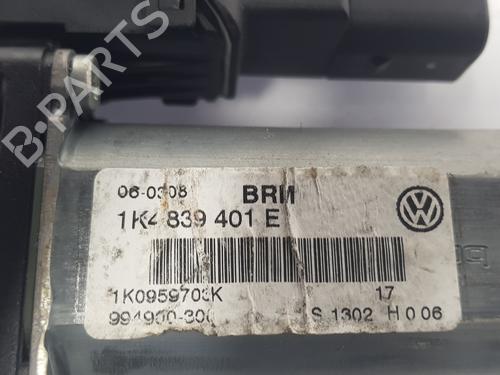 B-PARTS
06-0308 BRM
1K4 839 401 E
1K0959703K 17
S 1302 H 0 06